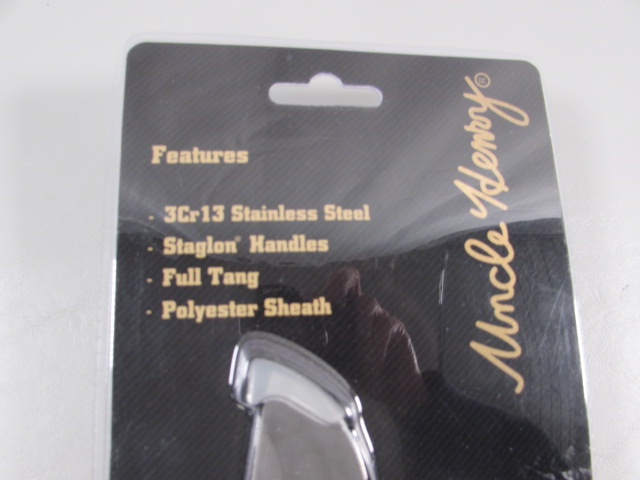 Features
- 3Cr13 Stainless Steel
- Staglon® Handles
- Full Tang
- Polyester Sheath
Uncle Henry®